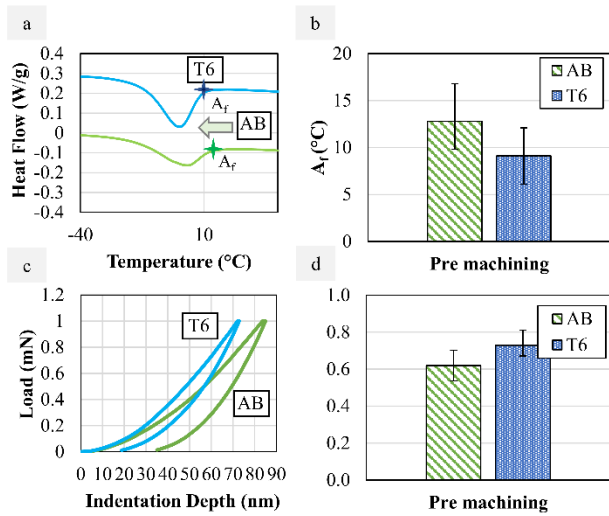 a
0.4
0.3
0.2
0.1
0
-0.1
-0.2
-0.3
-0.4
Heat Flow (W/g)
T6
Af
AB
Af
-40
10
Temperature (°C)
b
20
15
10
5
0
Af (°C)
AB
T6
Pre machining
c
1.2
1
0.8
0.6
0.4
0.2
0
Load (mN)
T6
AB
0 10 20 30 40 50 60 70 80 90
Indentation Depth (nm)
d
1.0
0.8
0.6
0.4
0.2
0.0
AB
T6
Pre machining